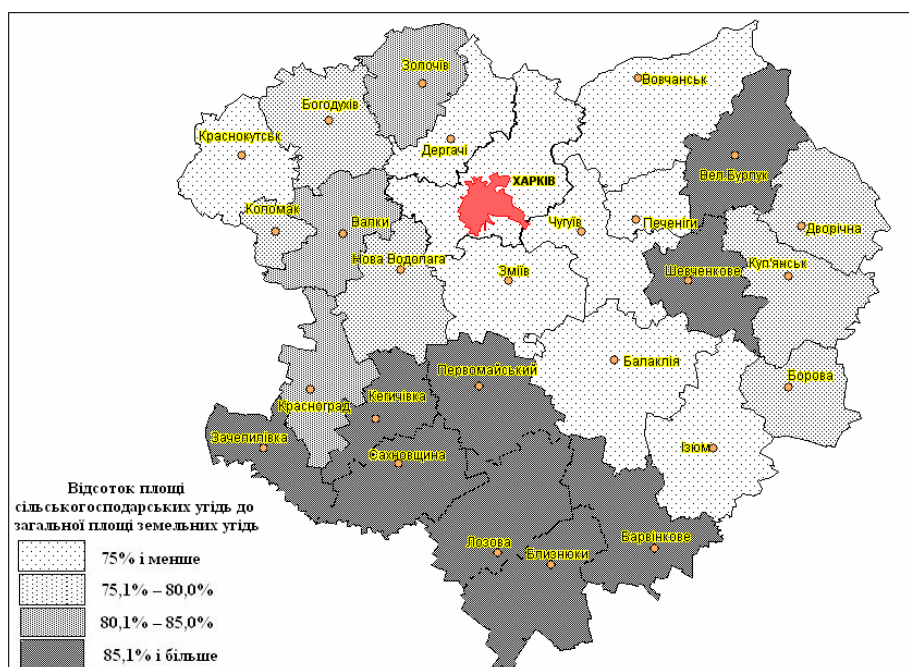 Золочів
Вовчанськ
Богодухів
Краснокутськ
Дергачі
Вел.Бурлук
ХАРКІВ
Коломак
Валки
Чугуїв
Печеніги
Дворічна
Нова Водолага
Зміїв
Шевченкове
Куп'янськ
Балаклія
Первомайський
Борова
Красноград
Кегичівка
Зачепилівка
Сахновщина
Ізюм
Лозова
Близнюки
Барвінкове
Відсоток площі
сільськогосподарських угідь до
загальної площі земельних угідь
75% і менше
75,1% – 80,0%
80,1% – 85,0%
85,1% і більше